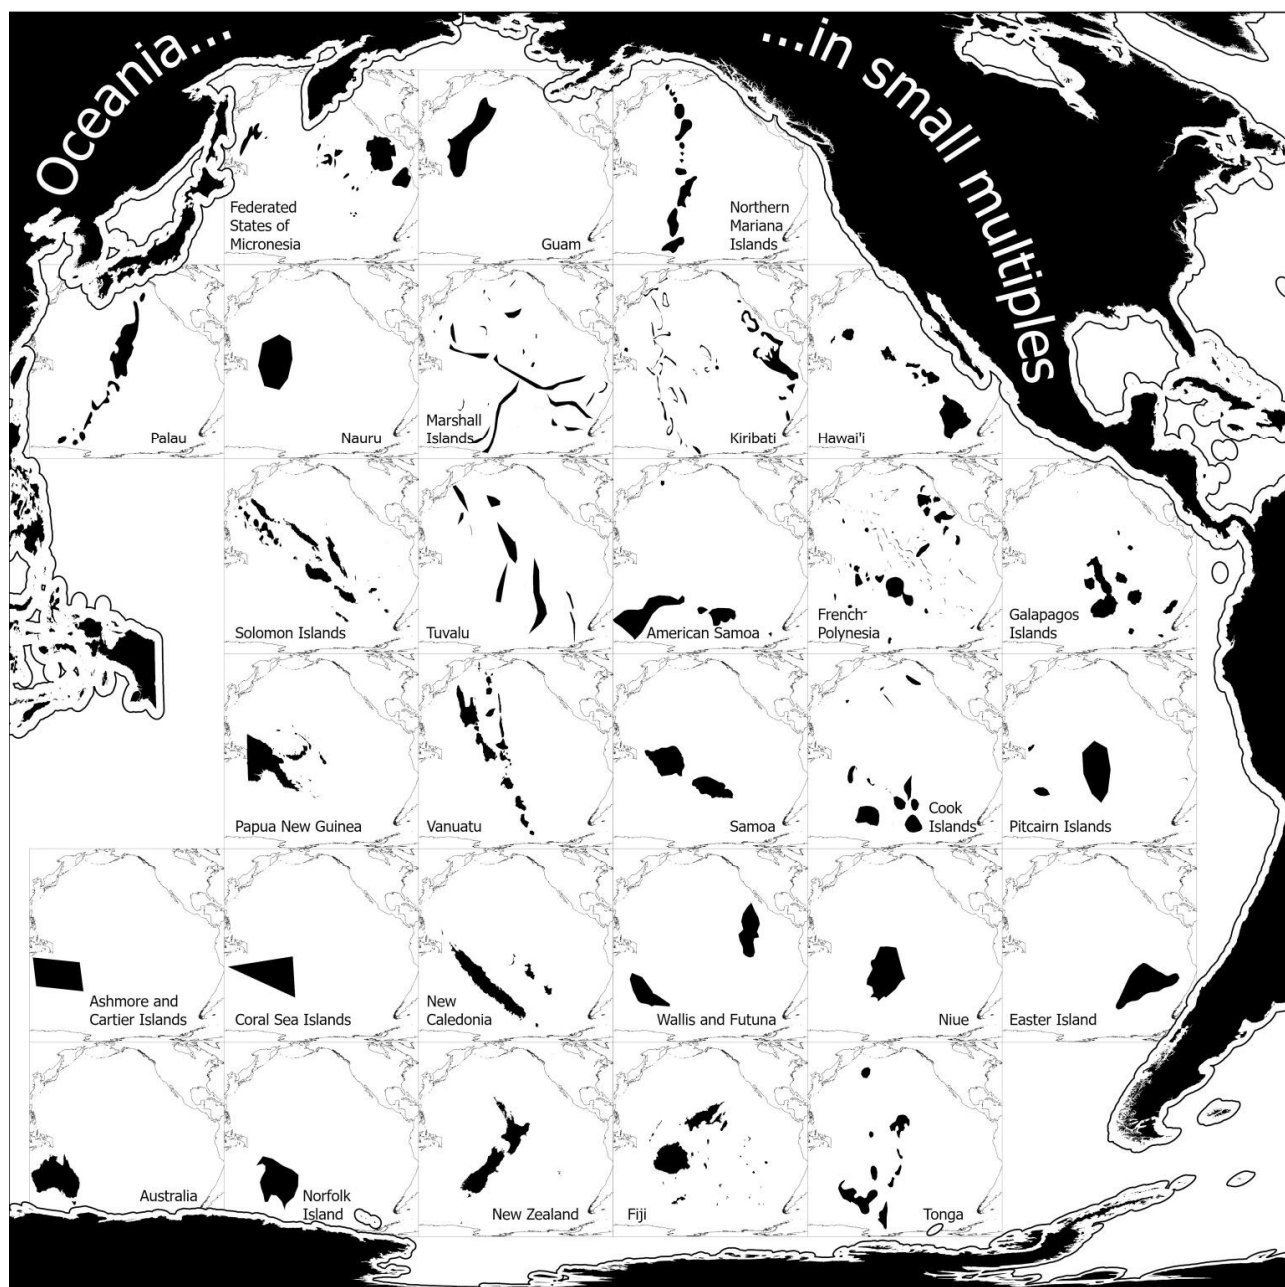 Oceania...
...in small multiples
Federated
States of
Micronesia
Guam
Northern
Mariana
Islands
Palau
Nauru
Marshall
Islands
Kiribati
Hawai'i
Solomon Islands
Tuvalu
American Samoa
French
Polynesia
Galapagos
Islands
Papua New Guinea
Vanuatu
Samoa
Cook
Islands
Pitcairn Islands
Ashmore and
Cartier Islands
Coral Sea Islands
New
Caledonia
Wallis and Futuna
Niue
Easter Island
Australia
Norfolk
Island
New Zealand
Fiji
Tonga